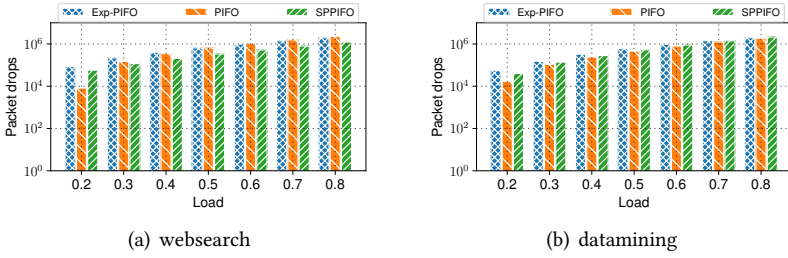 Exp-PIFO PIFO SPPIFO
Packet drops
10^6
10^4
10^2
10^0
0.2 0.3 0.4 0.5 0.6 0.7 0.8
Load
(a) websearch
Exp-PIFO PIFO SPPIFO
Packet drops
10^6
10^4
10^2
10^0
0.2 0.3 0.4 0.5 0.6 0.7 0.8
Load
(b) datamining